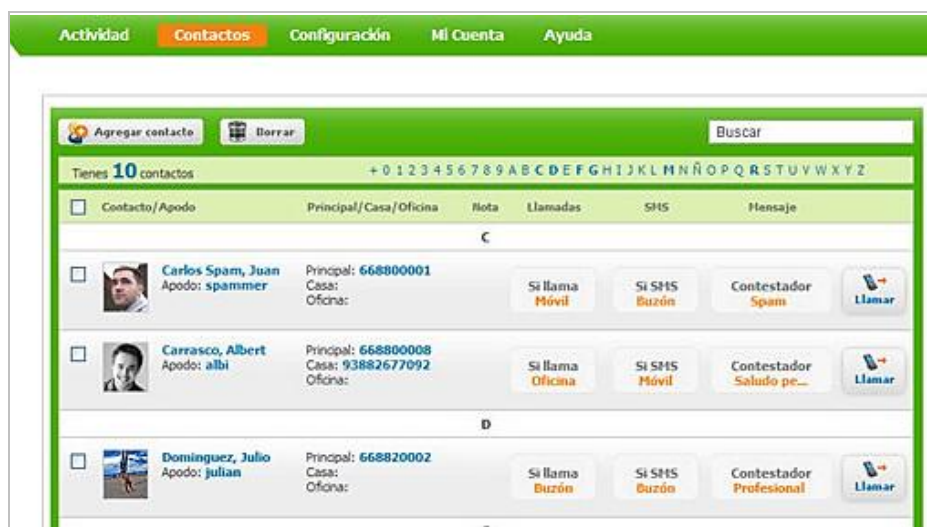 Actividad Contactos Configuración Mi Cuenta Ayuda
Agregar contacto Borrar Buscar
Tienes 10 contactos + 0 1 2 3 4 5 6 7 8 9 A B C D E F G H I J K L M N Ñ O P Q R S T U V W X Y Z
Contacto/Apodo Principal/Casa/Oficina Nota Llamadas SMS Mensaje
C
Carlos Spam, Juan Principal: 668800001
Apodo: spammer Casa: Si llama Si SMS Contestador
Oficina: Móvil Buzón Spam Llamar
Carrasco, Albert Principal: 668800008
Apodo: albi Casa: 93882677092 Si llama Si SMS Contestador
Oficina: Oficina Móvil Saludo pe... Llamar
D
Dominguez, Julio Principal: 668820002
Apodo: julian Casa: Si llama Si SMS Contestador
Oficina: Buzón Buzón Profesional Llamar